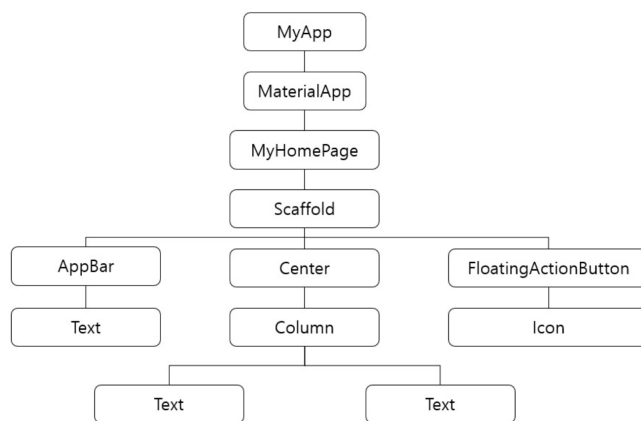 MyApp
MaterialApp
MyHomePage
Scaffold
AppBar
Center
FloatingActionButton
Text
Column
Icon
Text
Text